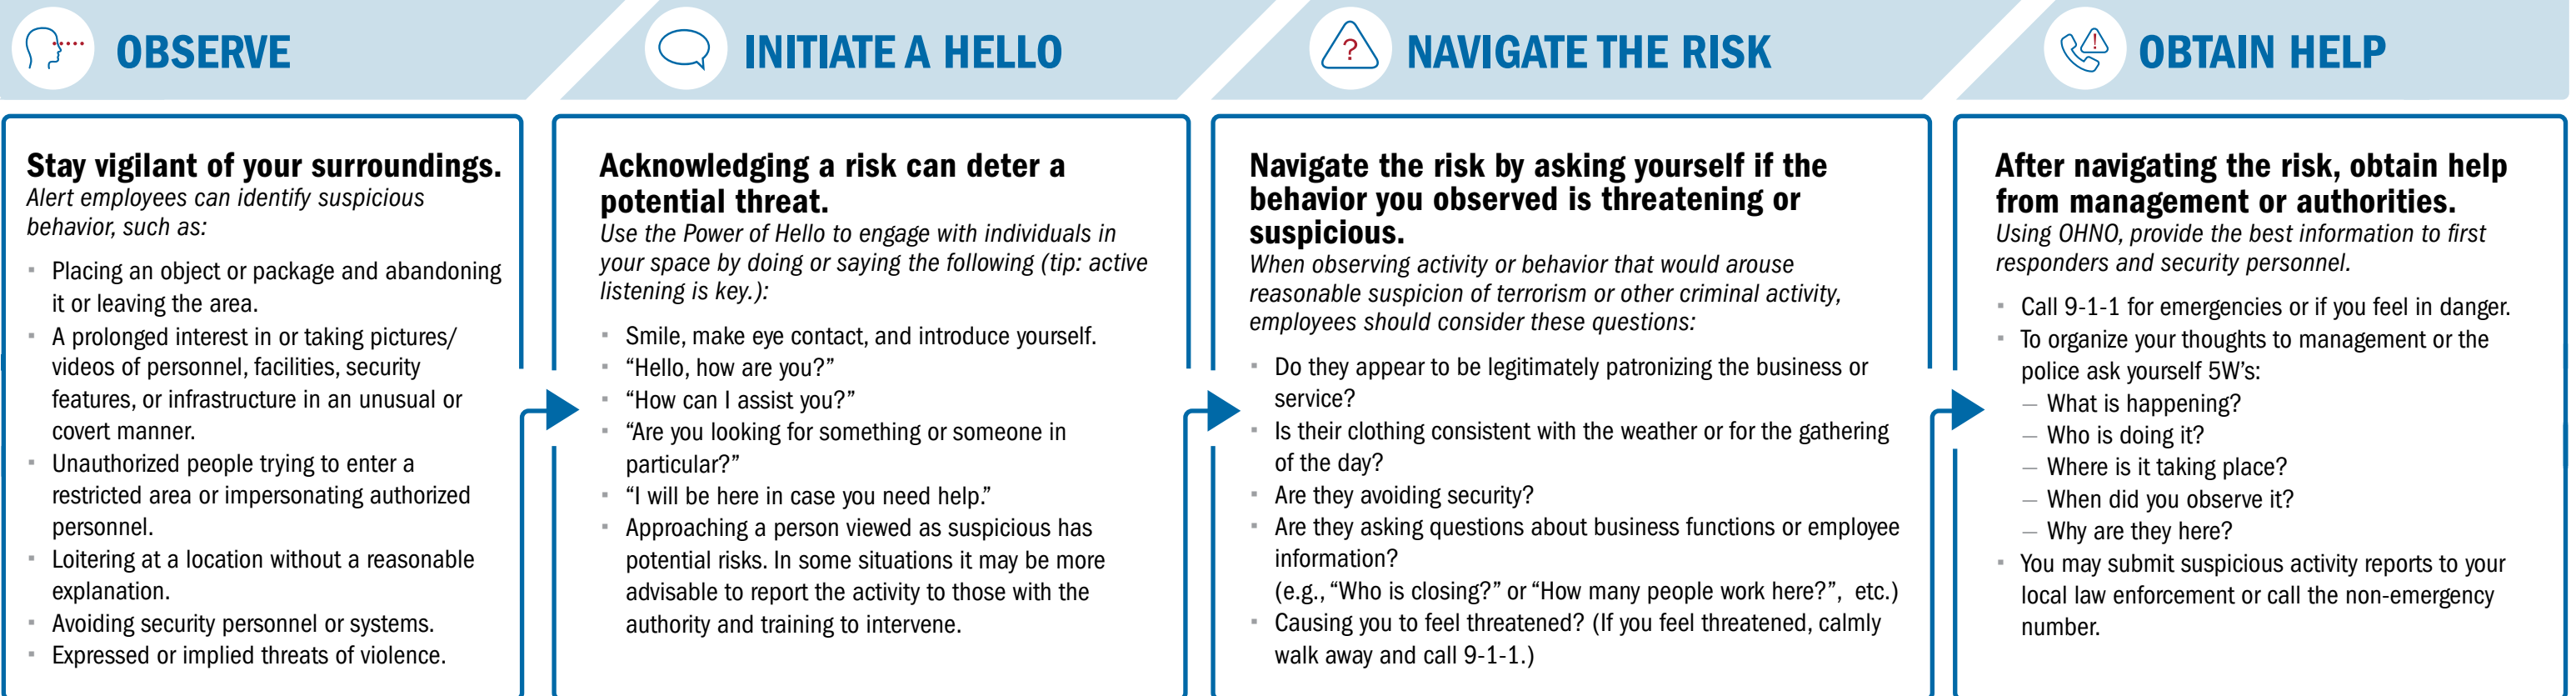 OBSERVE
Stay vigilant of your surroundings.
Alert employees can identify suspicious
behavior, such as:
▪ Placing an object or package and abandoning
it or leaving the area.
▪ A prolonged interest in or taking pictures/
videos of personnel, facilities, security
features, or infrastructure in an unusual or
covert manner.
▪ Unauthorized people trying to enter a
restricted area or impersonating authorized
personnel.
▪ Loitering at a location without a reasonable
explanation.
▪ Avoiding security personnel or systems.
▪ Expressed or implied threats of violence.
INITIATE A HELLO
Acknowledging a risk can deter a
potential threat.
Use the Power of Hello to engage with individuals in
your space by doing or saying the following (tip: active
listening is key.):
▪ Smile, make eye contact, and introduce yourself.
▪ “Hello, how are you?”
▪ “How can I assist you?”
▪ “Are you looking for something or someone in
particular?”
▪ “I will be here in case you need help.”
▪ Approaching a person viewed as suspicious has
potential risks. In some situations it may be more
advisable to report the activity to those with the
authority and training to intervene.
?
NAVIGATE THE RISK
Navigate the risk by asking yourself if the
behavior you observed is threatening or
suspicious.
When observing activity or behavior that would arouse
reasonable suspicion of terrorism or other criminal activity,
employees should consider these questions:
▪ Do they appear to be legitimately patronizing the business or
service?
▪ Is their clothing consistent with the weather or for the gathering
of the day?
▪ Are they avoiding security?
▪ Are they asking questions about business functions or employee
information?
(e.g., “Who is closing?” or “How many people work here?”, etc.)
▪ Causing you to feel threatened? (If you feel threatened, calmly
walk away and call 9-1-1.)
!
OBTAIN HELP
After navigating the risk, obtain help
from management or authorities.
Using OHNO, provide the best information to first
responders and security personnel.
▪ Call 9-1-1 for emergencies or if you feel in danger.
▪ To organize your thoughts to management or the
police ask yourself 5W’s:
— What is happening?
— Who is doing it?
— Where is it taking place?
— When did you observe it?
— Why are they here?
▪ You may submit suspicious activity reports to your
local law enforcement or call the non-emergency
number.